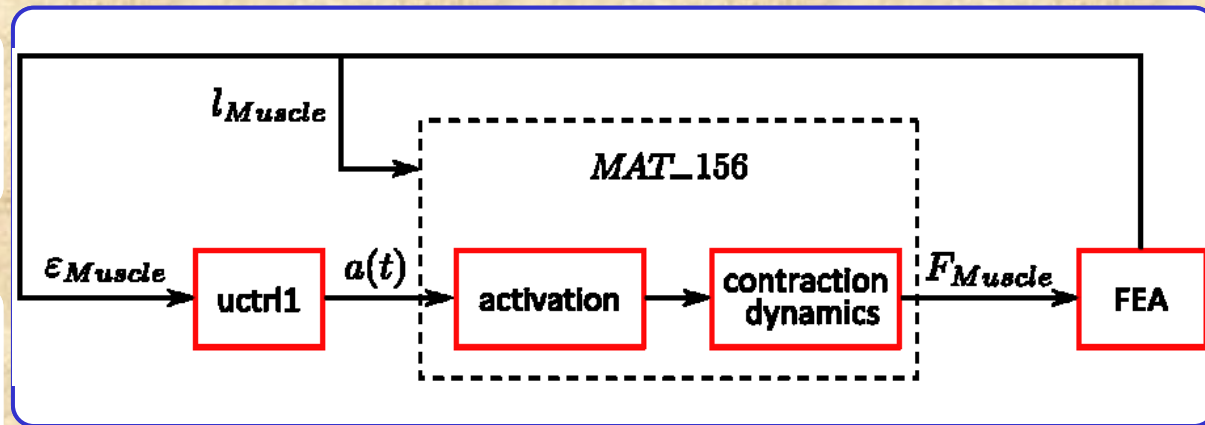 l_Muscle
MAT_156
ε_Muscle
uctrl1
a(t)
activation
contraction
dynamics
F_Muscle
FEA